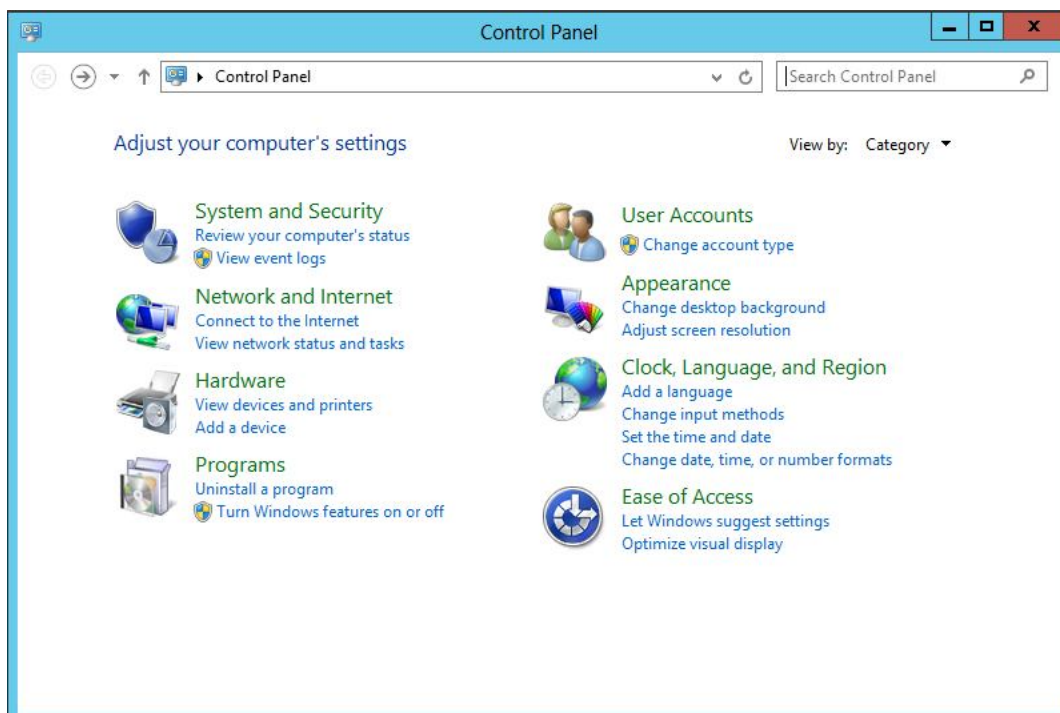 Control Panel
Control Panel
Search Control Panel
Adjust your computer's settings
View by: Category
System and Security
Review your computer's status
View event logs
Network and Internet
Connect to the Internet
View network status and tasks
Hardware
View devices and printers
Add a device
Programs
Uninstall a program
Turn Windows features on or off
User Accounts
Change account type
Appearance
Change desktop background
Adjust screen resolution
Clock, Language, and Region
Add a language
Change input methods
Set the time and date
Change date, time, or number formats
Ease of Access
Let Windows suggest settings
Optimize visual display